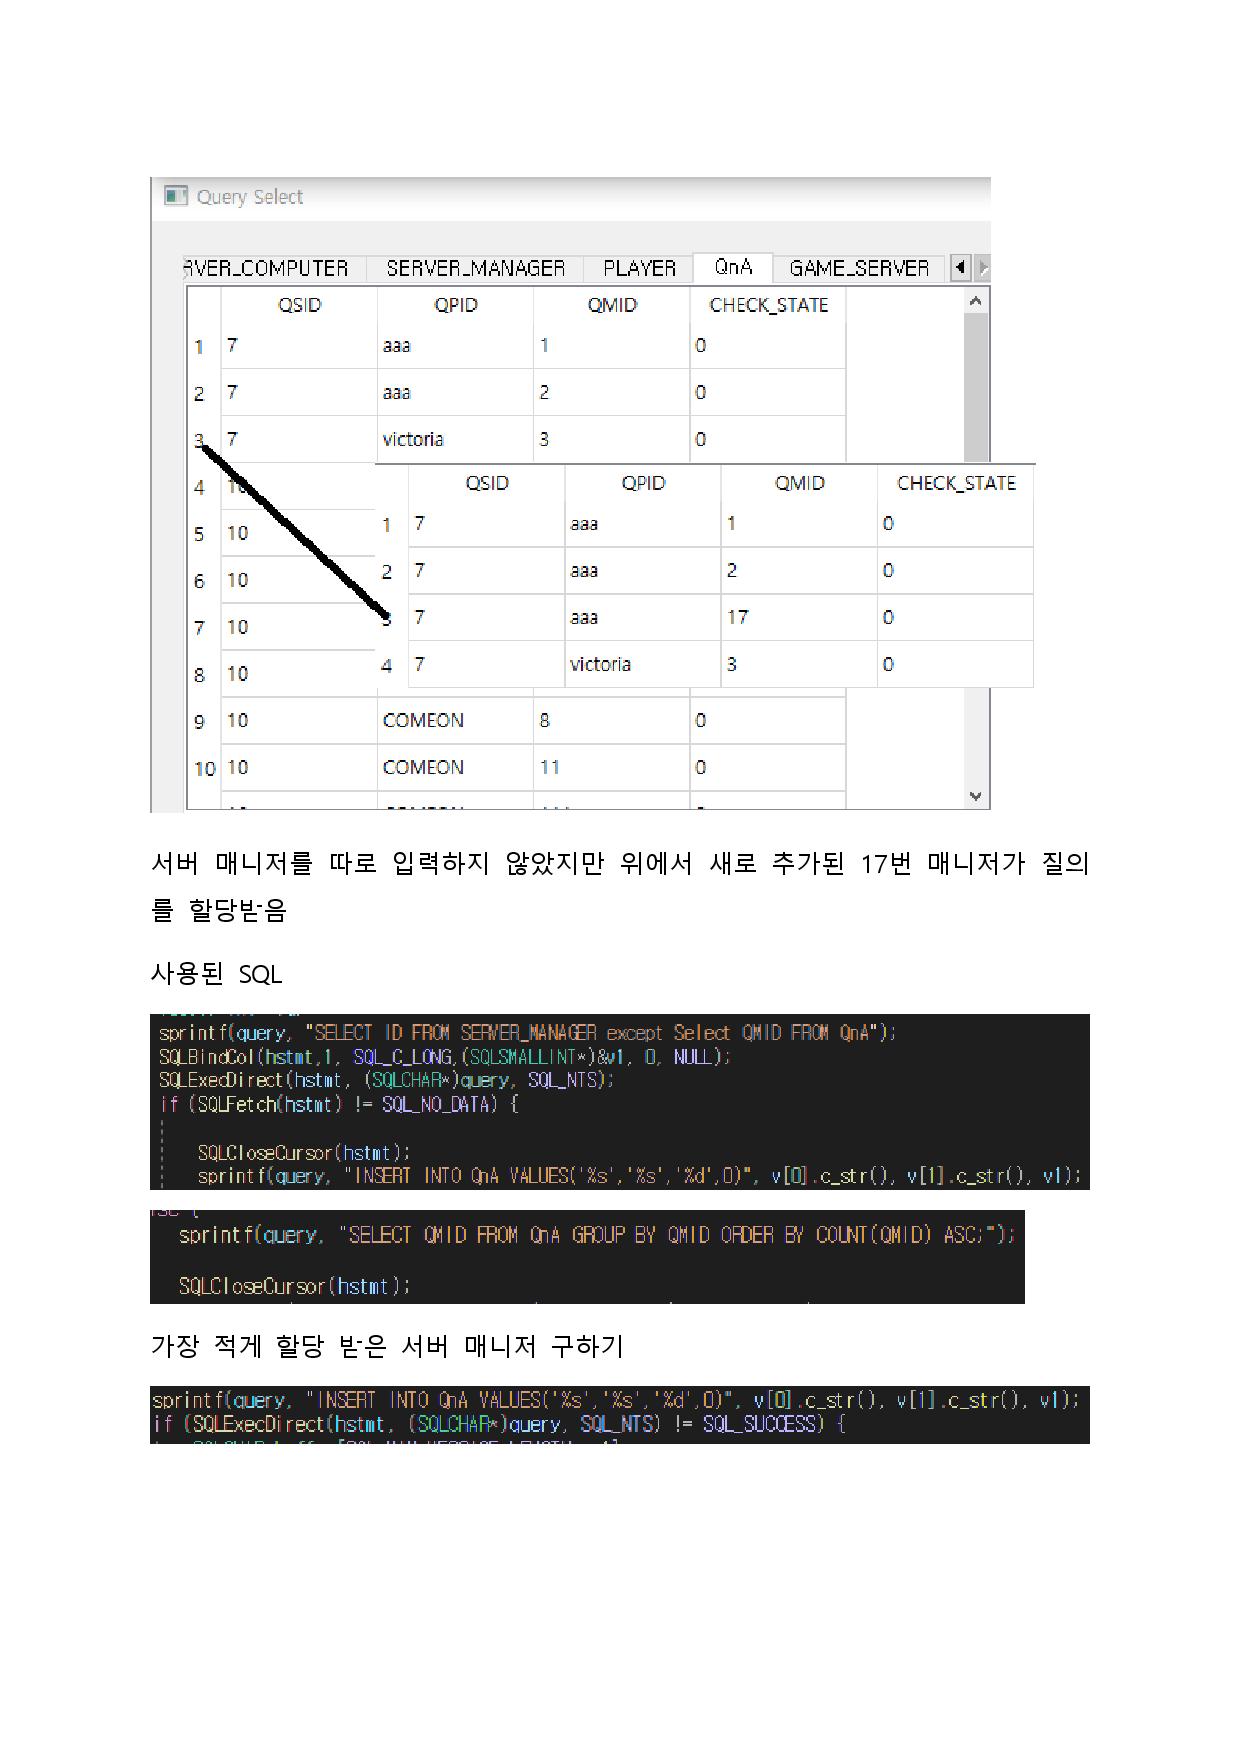 Query Select
RVER_COMPUTER SERVER_MANAGER PLAYER QnA GAME_SERVER
QSID QPID QMID CHECK_STATE
1 7 aaa 1 0
2 7 aaa 2 0
3 7 victoria 3 0
4 10
5 10
6 10
7 10
8 10
9 10 COMEON 8 0
10 10 COMEON 11 0
QSID QPID QMID CHECK_STATE
1 7 aaa 1 0
2 7 aaa 2 0
3 7 aaa 17 0
4 7 victoria 3 0
서버 매니저를 따로 입력하지 않았지만 위에서 새로 추가된 17번 매니저가 질의
를 할당받음
사용된 SQL
sprintf(query, "SELECT ID FROM SERVER_MANAGER except Select QMID FROM QnA");
SQLBindCol(hstmt,1, SQL_C_LONG,(SQLSMALLINT*)&v1, 0, NULL);
SQLExecDirect(hstmt, (SQLCHAR*)query, SQL_NTS);
if (SQLFetch(hstmt) != SQL_NO_DATA) {
SQLCloseCursor(hstmt);
sprintf(query, "INSERT INTO QnA VALUES('%s','%s','%d',0)", v[0].c_str(), v[1].c_str(), v1);
sprintf(query, "SELECT QMID FROM QnA GROUP BY QMID ORDER BY COUNT(QMID) ASC;");
SQLCloseCursor(hstmt);
가장 적게 할당 받은 서버 매니저 구하기
sprintf(query, "INSERT INTO QnA VALUES('%s','%s','%d',0)", v[0].c_str(), v[1].c_str(), v1);
if (SQLExecDirect(hstmt, (SQLCHAR*)query, SQL_NTS) != SQL_SUCCESS) {